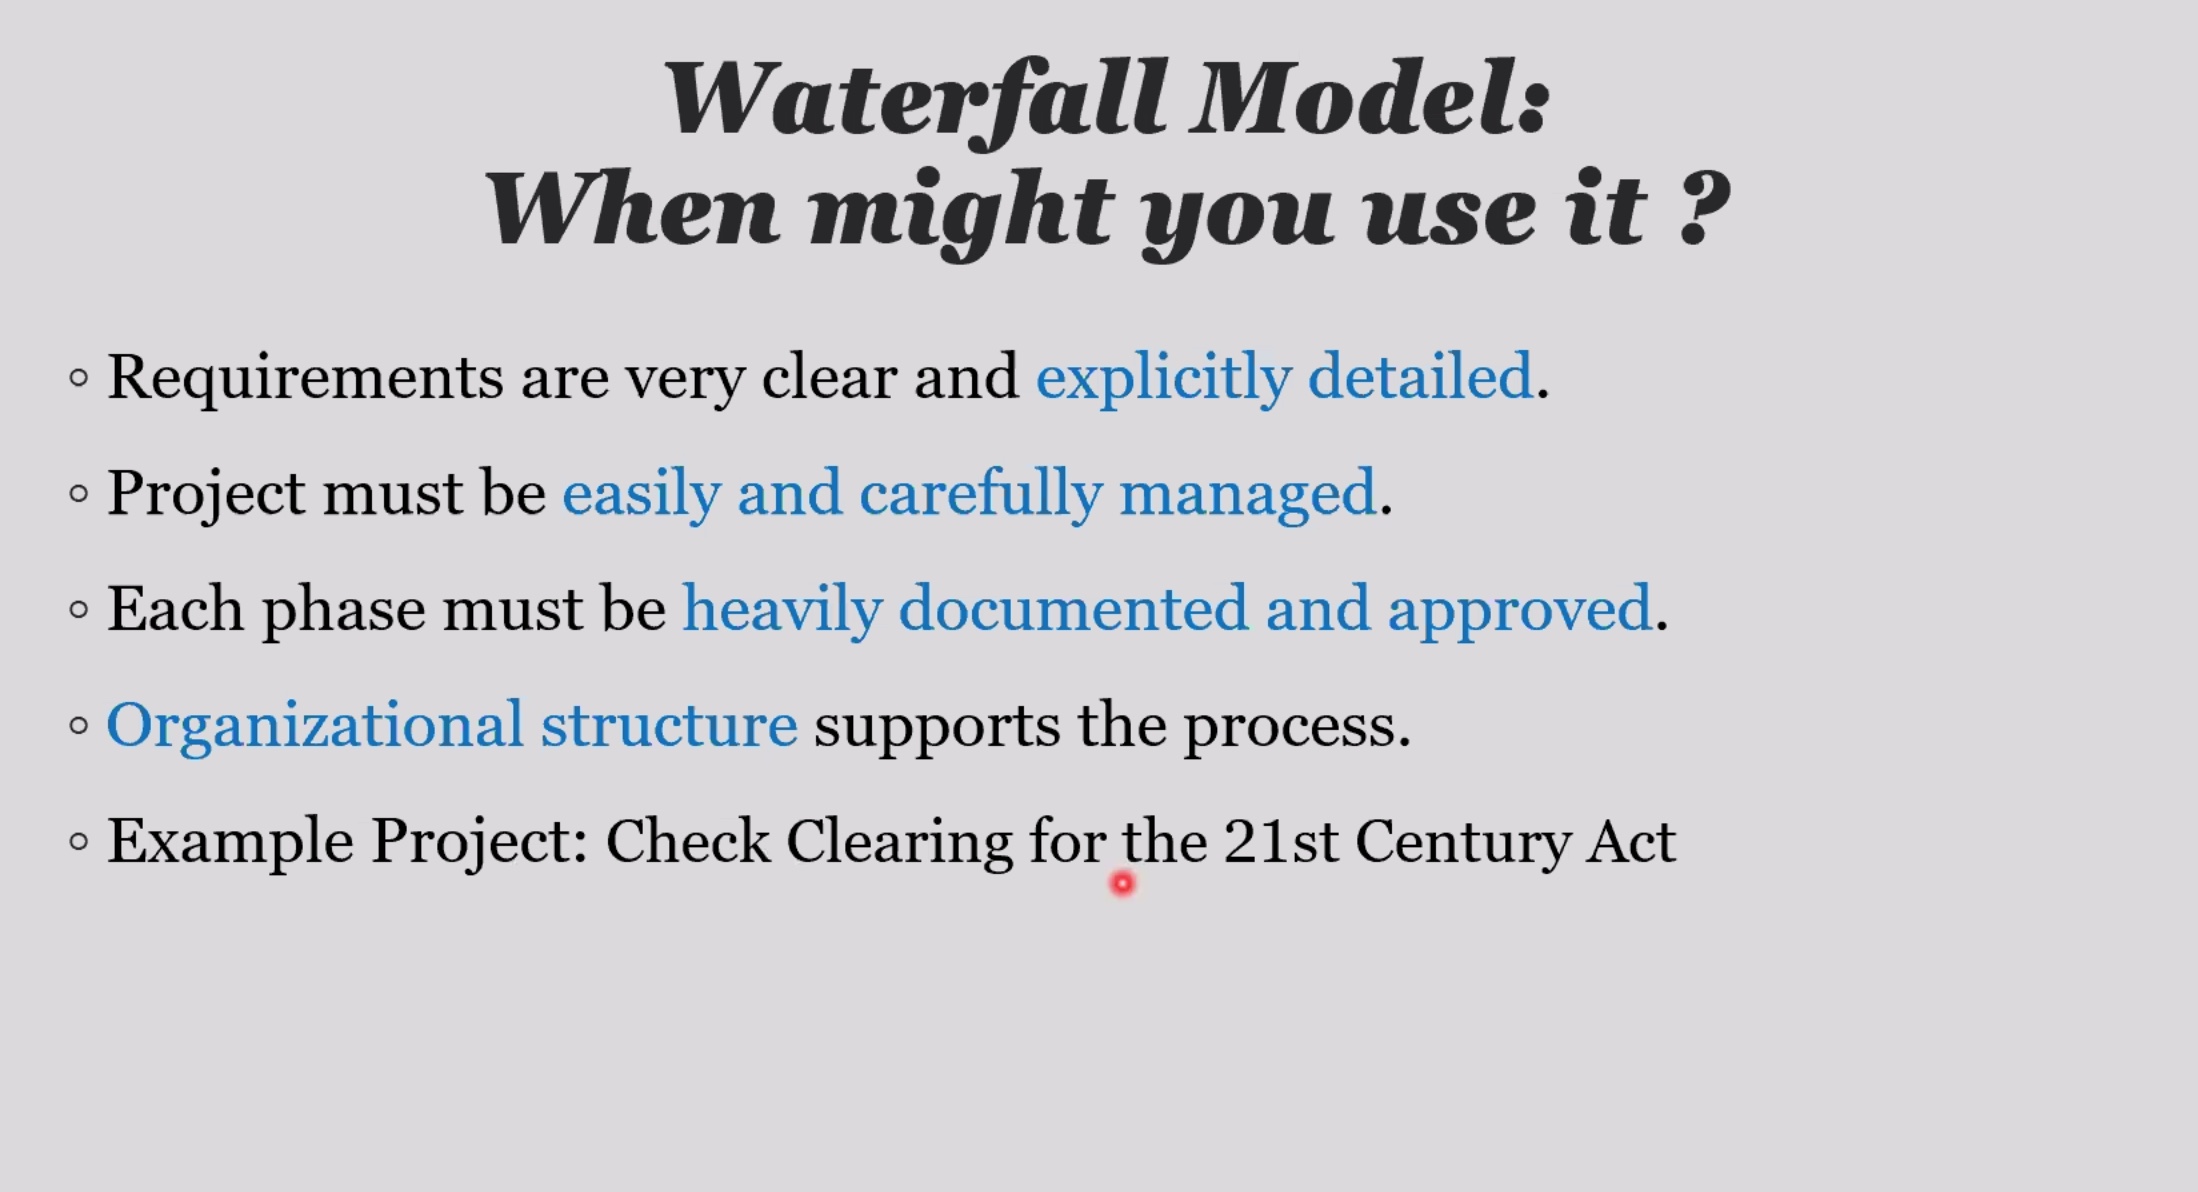 Waterfall Model:
When might you use it ?
◦ Requirements are very clear and explicitly detailed.
◦ Project must be easily and carefully managed.
◦ Each phase must be heavily documented and approved.
◦ Organizational structure supports the process.
◦ Example Project: Check Clearing for the 21st Century Act